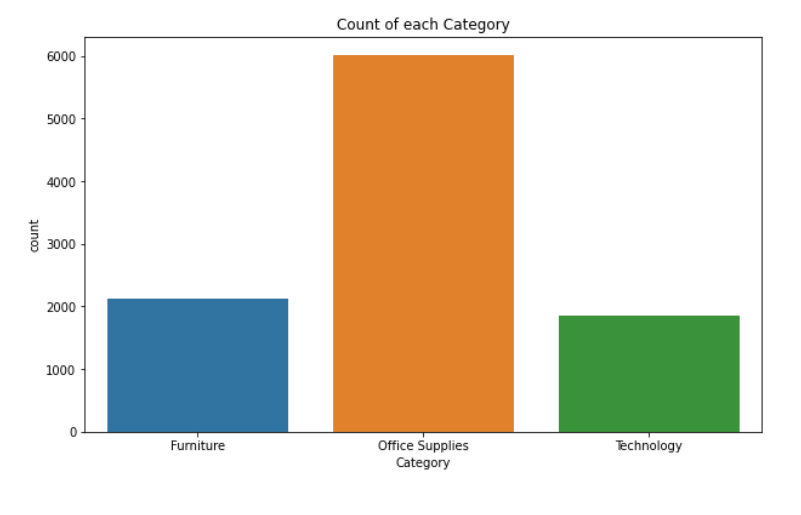 Count of each Category
6000
5000
4000
3000
2000
1000
0
count
Furniture
Office Supplies
Technology
Category